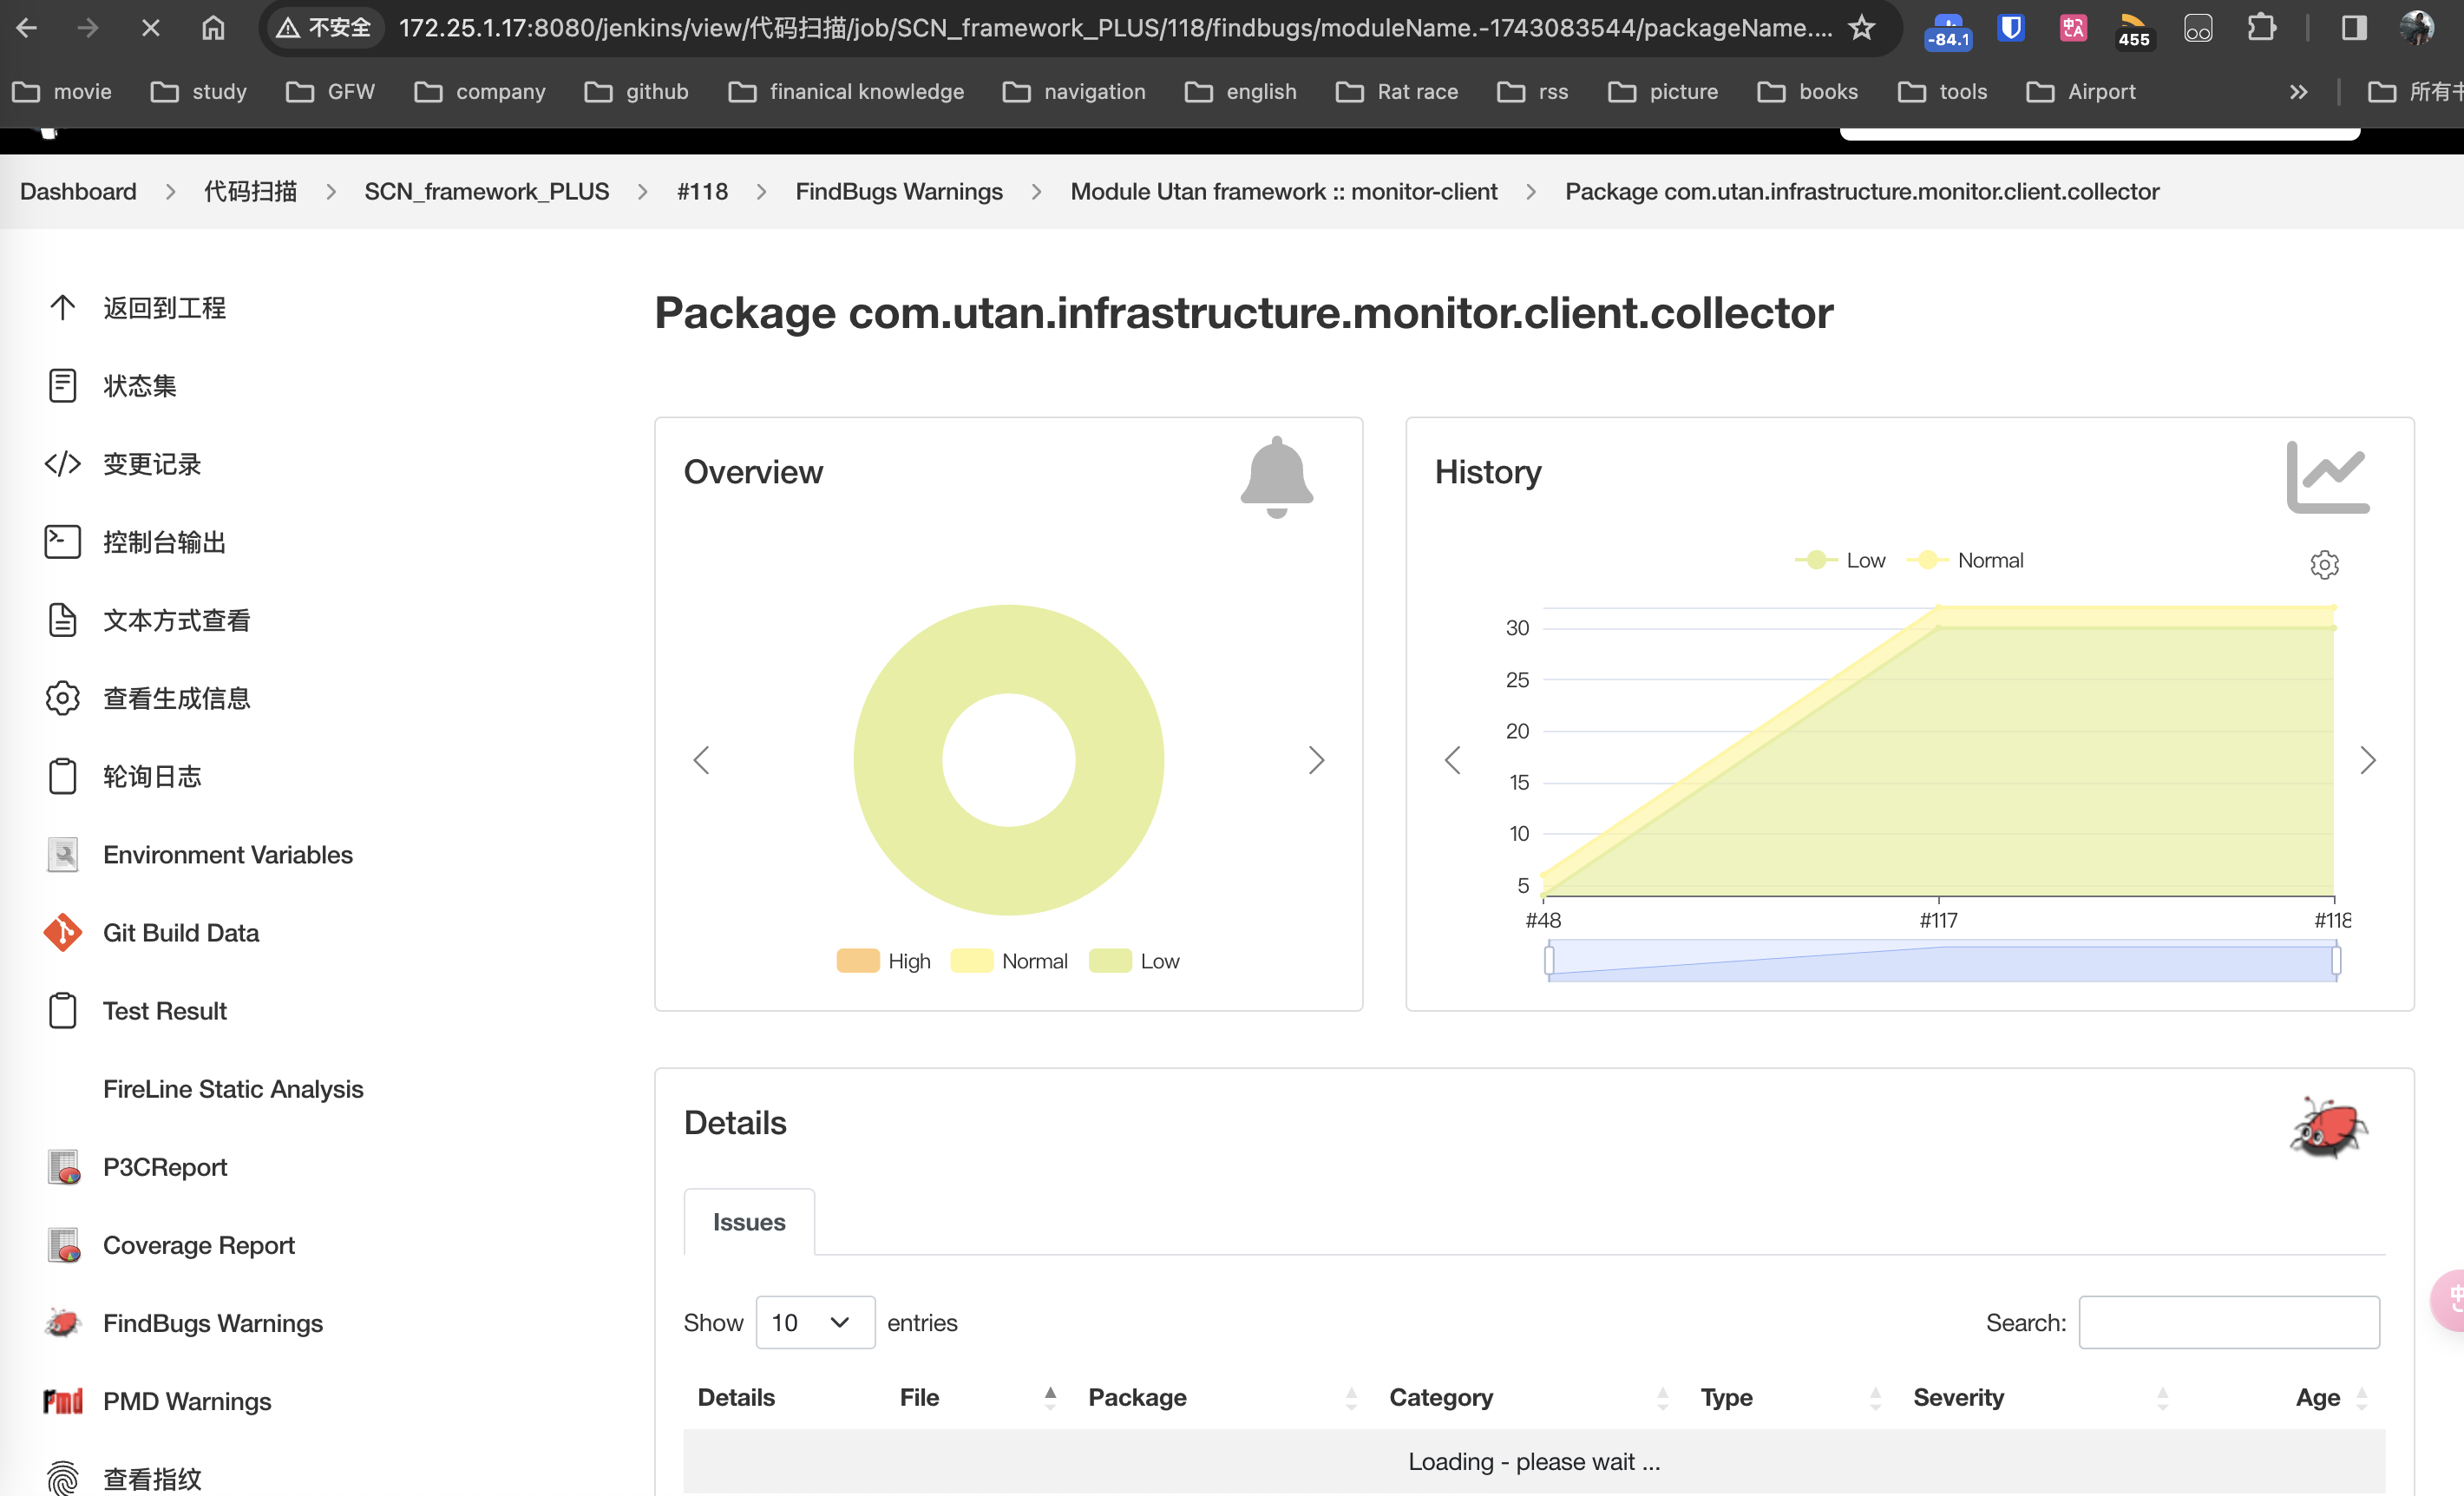 不安全
172.25.1.17:8080/jenkins/view/代码扫描/job/SCN_framework_PLUS/118/findbugs/moduleName.-1743083544/packageName....
-84.1
455
movie
study
GFW
company
github
finanical knowledge
navigation
english
Rat race
rss
picture
books
tools
Airport
所有书
Dashboard
代码扫描
SCN_framework_PLUS
#118
FindBugs Warnings
Module Utan framework :: monitor-client
Package com.utan.infrastructure.monitor.client.collector
返回到工程
状态集
变更记录
控制台输出
文本方式查看
查看生成信息
轮询日志
Environment Variables
Git Build Data
Test Result
FireLine Static Analysis
P3CReport
Coverage Report
FindBugs Warnings
PMD Warnings
查看指纹
Package com.utan.infrastructure.monitor.client.collector
Overview
High
Normal
Low
History
Low
Normal
30
25
20
15
10
5
#48
#117
#118
Details
Issues
Show 10 entries
Search:
Details
File
Package
Category
Type
Severity
Age
Loading - please wait ...